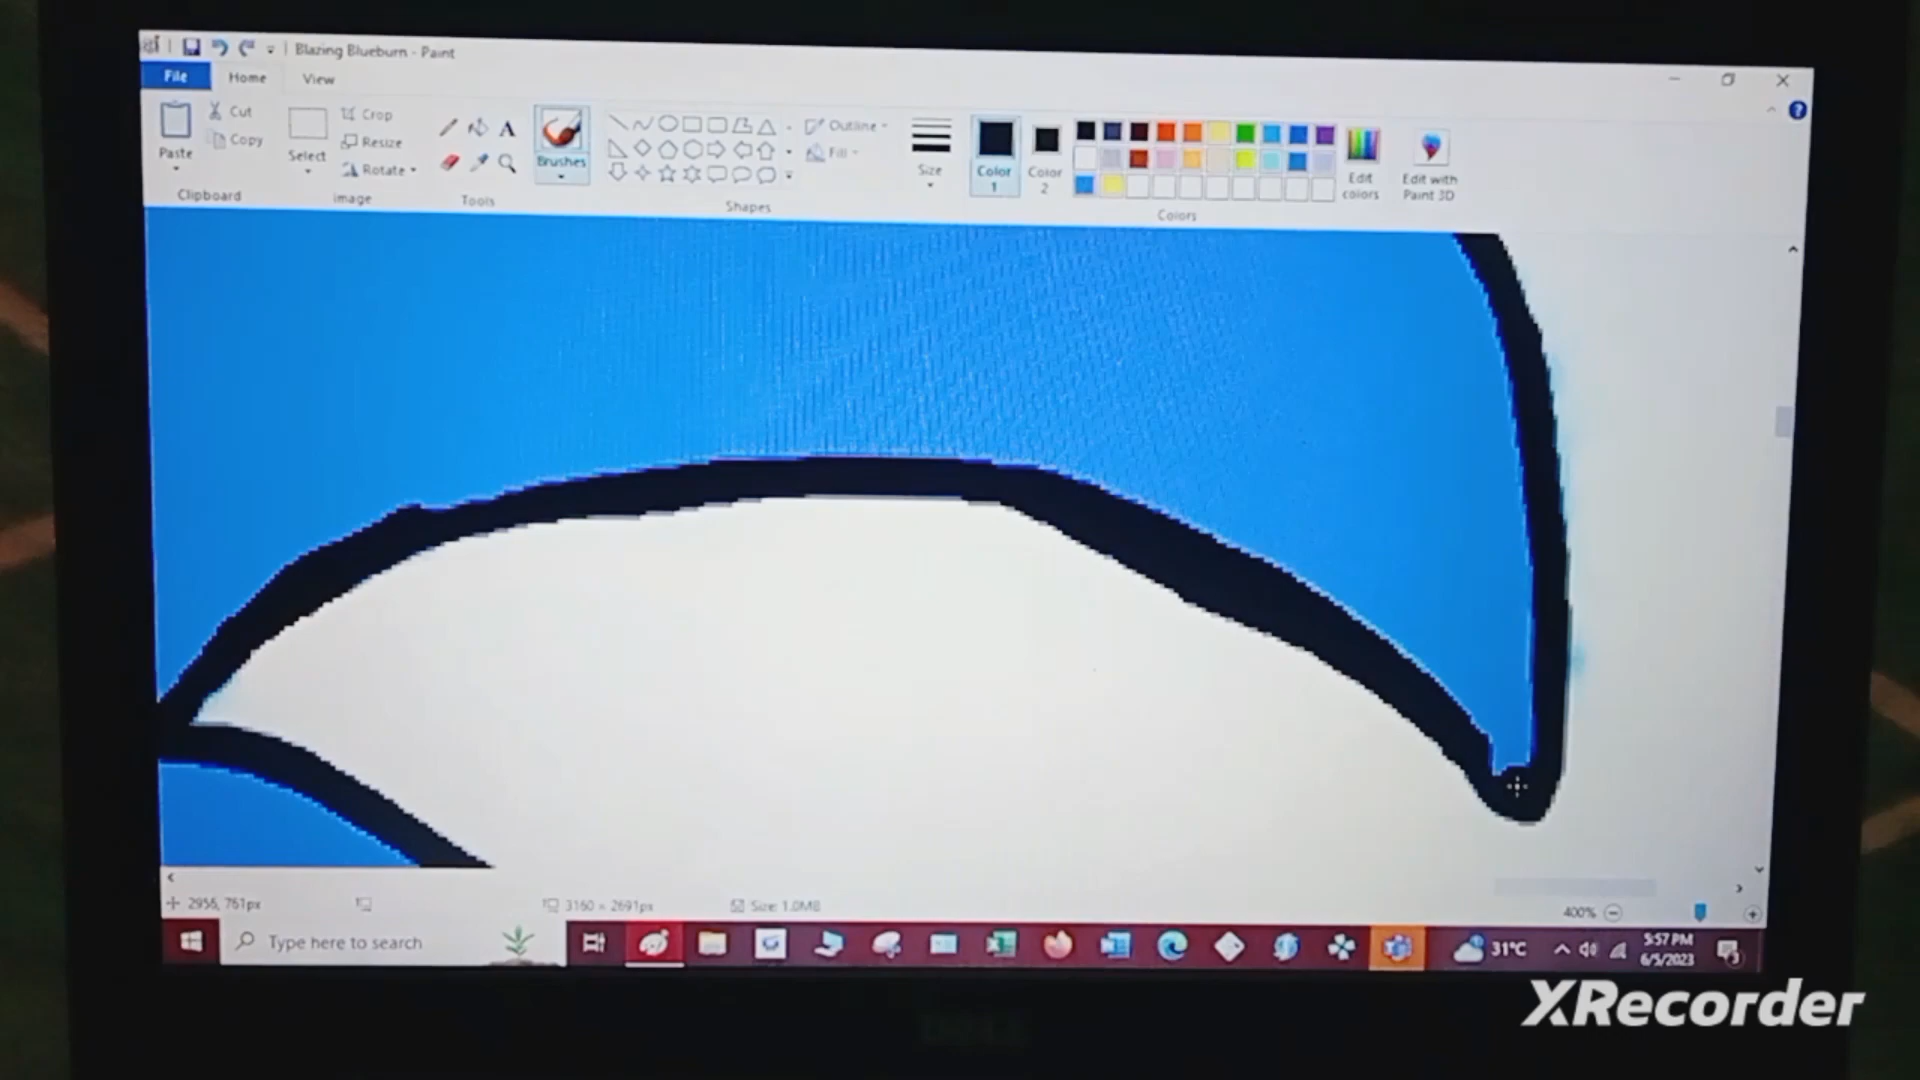 Blazing Blueburn - Paint
File Home View
Paste
Cut
Copy
Clipboard
Select
Crop
Resize
Rotate
Image
A
Tools
Brushes
Outline
Fill
Shapes
Size
Color 1
Color 2
Edit colors
Edit with Paint 3D
Colors
2956, 761px
3160 × 2691px
Size: 1.0MB
400%
Type here to search
31°C
5:57 PM
6/5/2023
3
XRecorder